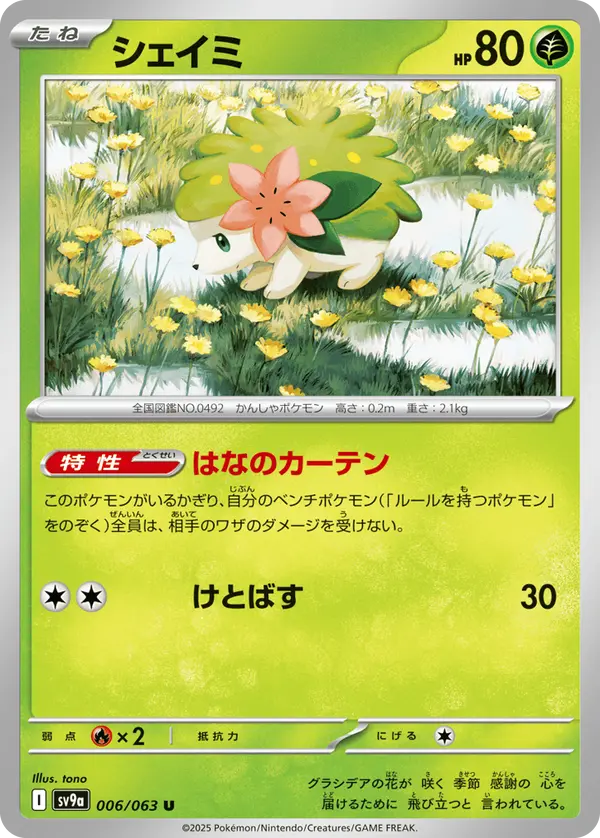 たね シェイミ HP80
全国図鑑NO.0492 かんしゃポケモン 高さ:0.2m 重さ:2.1kg
特性 とくせい はなのカーテン
このポケモンがいるかぎり、自分のベンチポケモン(「ルールを持つポケモン」
をのぞく)全員は、相手のワザのダメージを受けない。
けとばす 30
弱点 ×2 抵抗力 にげる
Illus. tono
グラシデアの花が 咲く 季節 感謝の 心を
届けるために 飛び立つと 言われている。
I sv9a 006/063 U
©2025 Pokémon/Nintendo/Creatures/GAME FREAK.